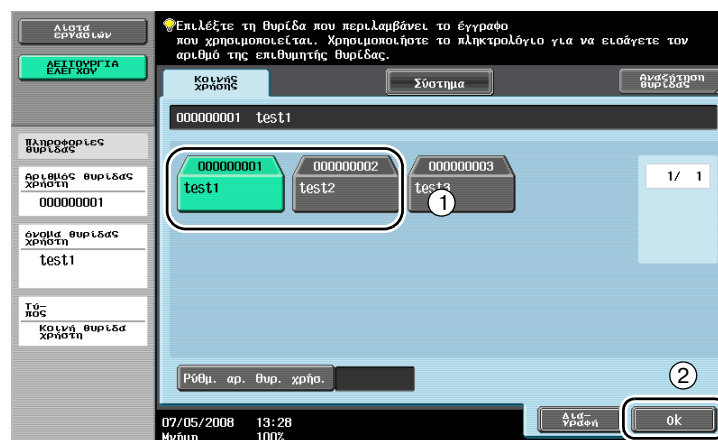 Λίστα
εργασιών
ΛΕΙΤΟΥΡΓΙΑ
ΕΛΕΓΧΟΥ
Πληροφορίες
θυρίδας
Αριθμός θυρίδας
χρήστη
000000001
όνομα θυρίδας
χρήστη
test1
Τύ-
πος
Κοινή θυρίδα
χρήστη
Επιλέξτε τη θυρίδα που περιλαμβάνει το έγγραφο
που χρησιμοποιείται. Χρησιμοποιήστε το πληκτρολόγιο για να εισάγετε τον
αριθμό της επιθυμητής θυρίδας.
Κοινής
χρήσης
Σύστημα
Αναζήτηση
θυρίδας
000000001 test1
000000001
test1
000000002
test2
000000003
test3
1
1/ 1
Ρύθμ. αρ. θυρ. χρήσ.
2
07/05/2008 13:28
Μνήμη 100%
Δια-
γραφή
ok